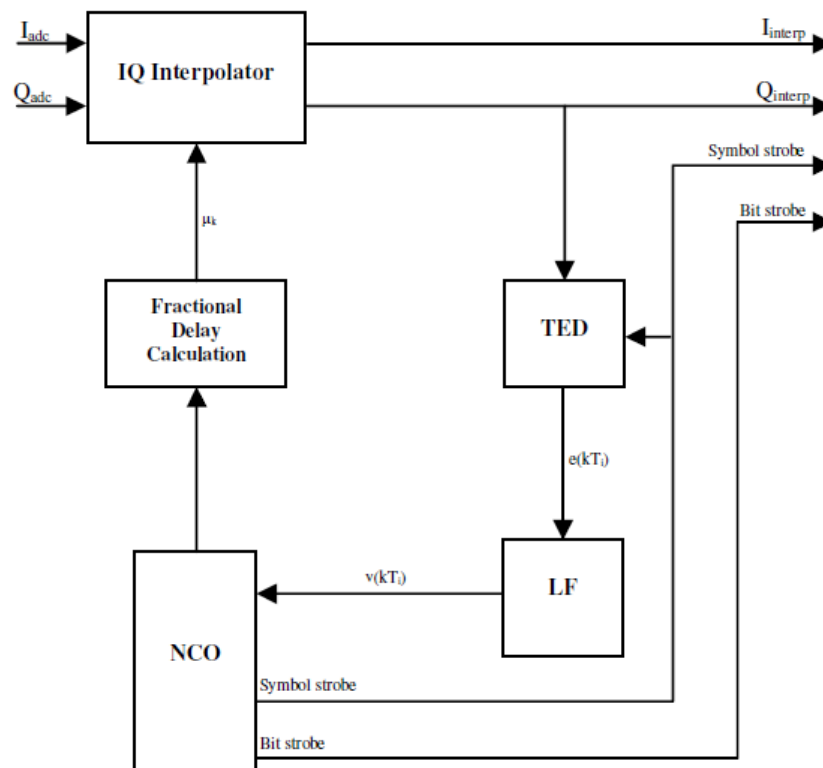 I_adc
I_interp
IQ Interpolator
Q_adc
Q_interp
Symbol strobe
Bit strobe
μ_k
Fractional
Delay
Calculation
TED
e(kT_i)
v(kT_i)
LF
NCO
Symbol strobe
Bit strobe